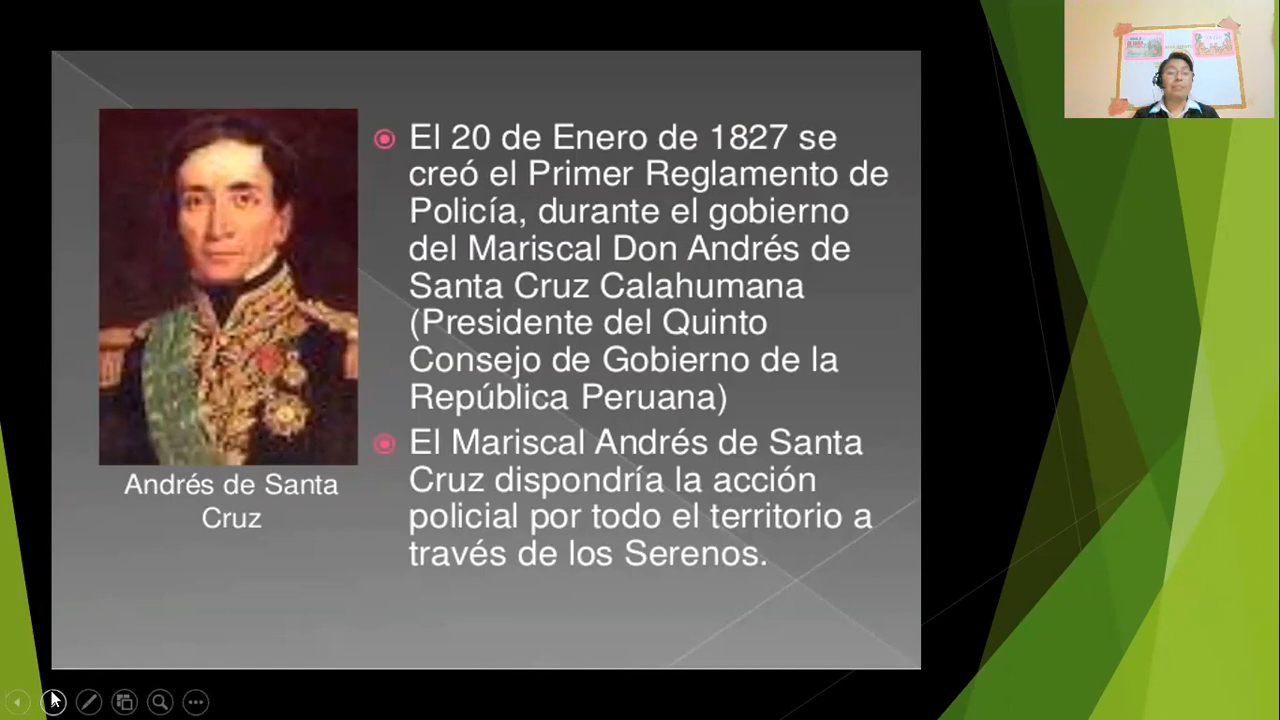 El 20 de Enero de 1827 se
creó el Primer Reglamento de
Policía, durante el gobierno
del Mariscal Don Andrés de
Santa Cruz Calahumana
(Presidente del Quinto
Consejo de Gobierno de la
República Peruana)
El Mariscal Andrés de Santa
Cruz dispondría la acción
policial por todo el territorio a
través de los Serenos.
Andrés de Santa
Cruz